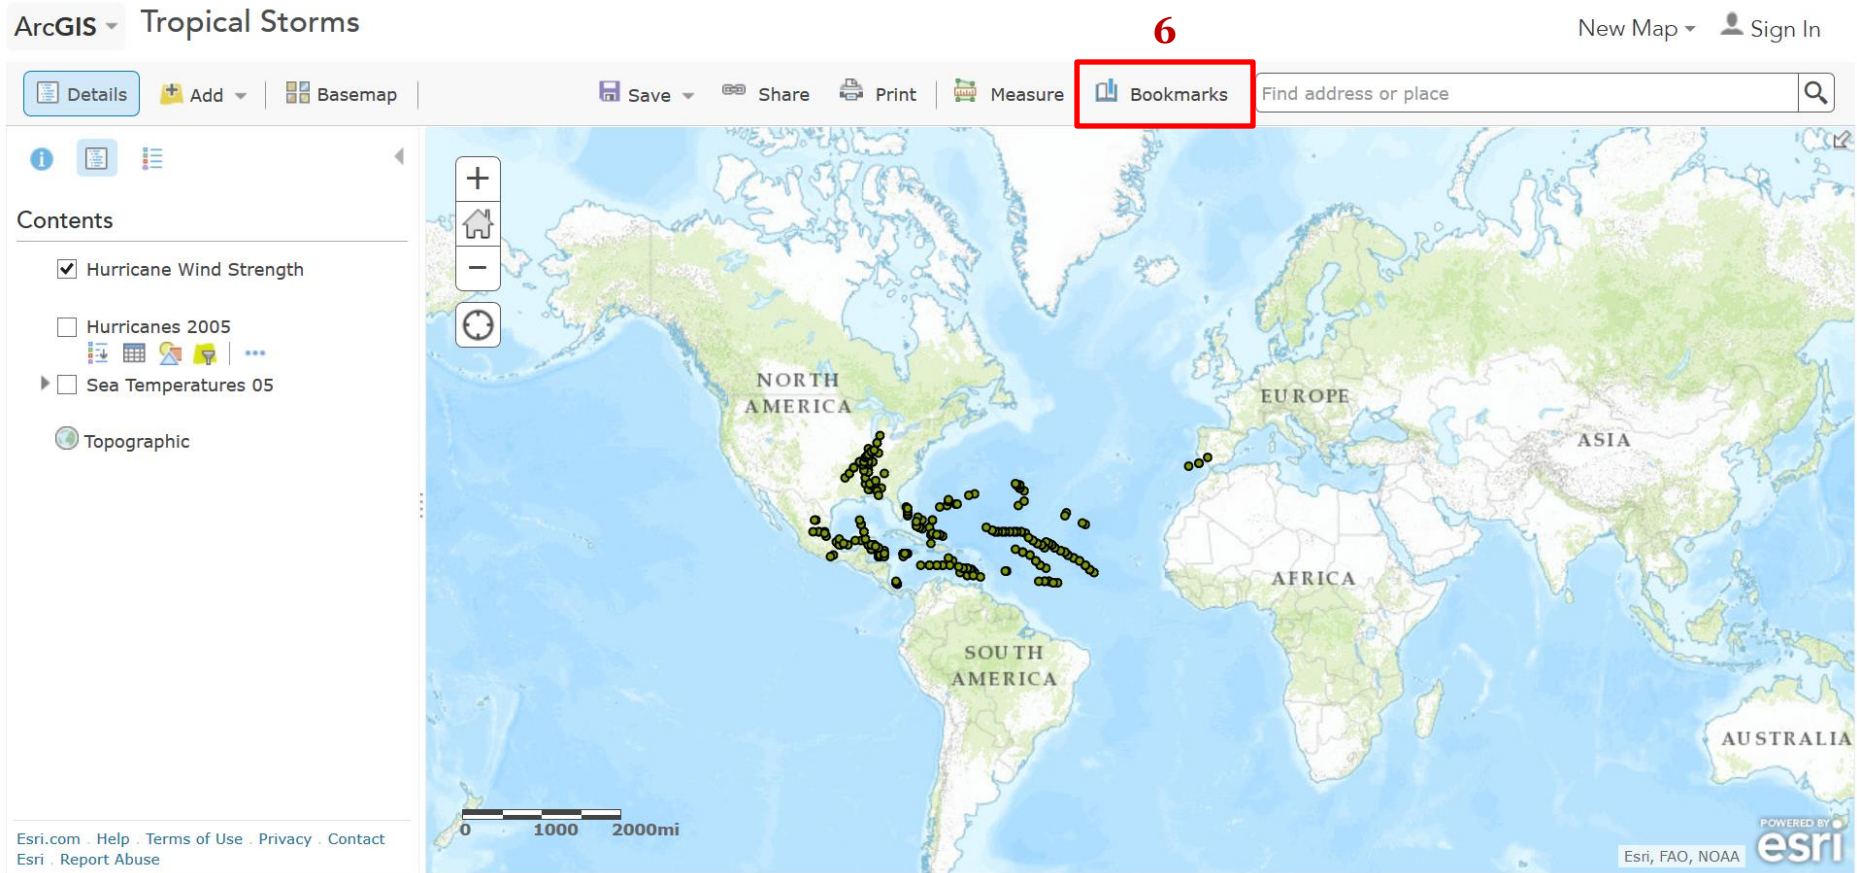 ArcGIS Tropical Storms
6
New Map Sign In
Details Add Basemap Save Share Print Measure Bookmarks Find address or place
Contents
Hurricane Wind Strength
Hurricanes 2005
Sea Temperatures 05
Topographic
NORTH
AMERICA
EUROPE
ASIA
AFRICA
SOUTH
AMERICA
AUSTRALIA
0 1000 2000mi
Esri.com . Help . Terms of Use . Privacy . Contact
Esri . Report Abuse
POWERED BY
esri
Esri, FAO, NOAA